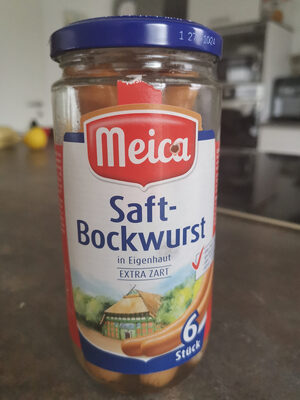 Meica
Saft-
Bockwurst
in Eigenhaut
EXTRA ZART
6
Stück